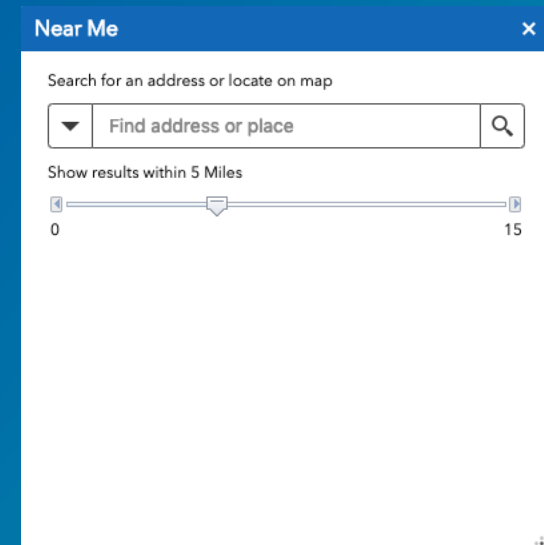 Near Me
Search for an address or locate on map
Find address or place
Show results within 5 Miles
0 15